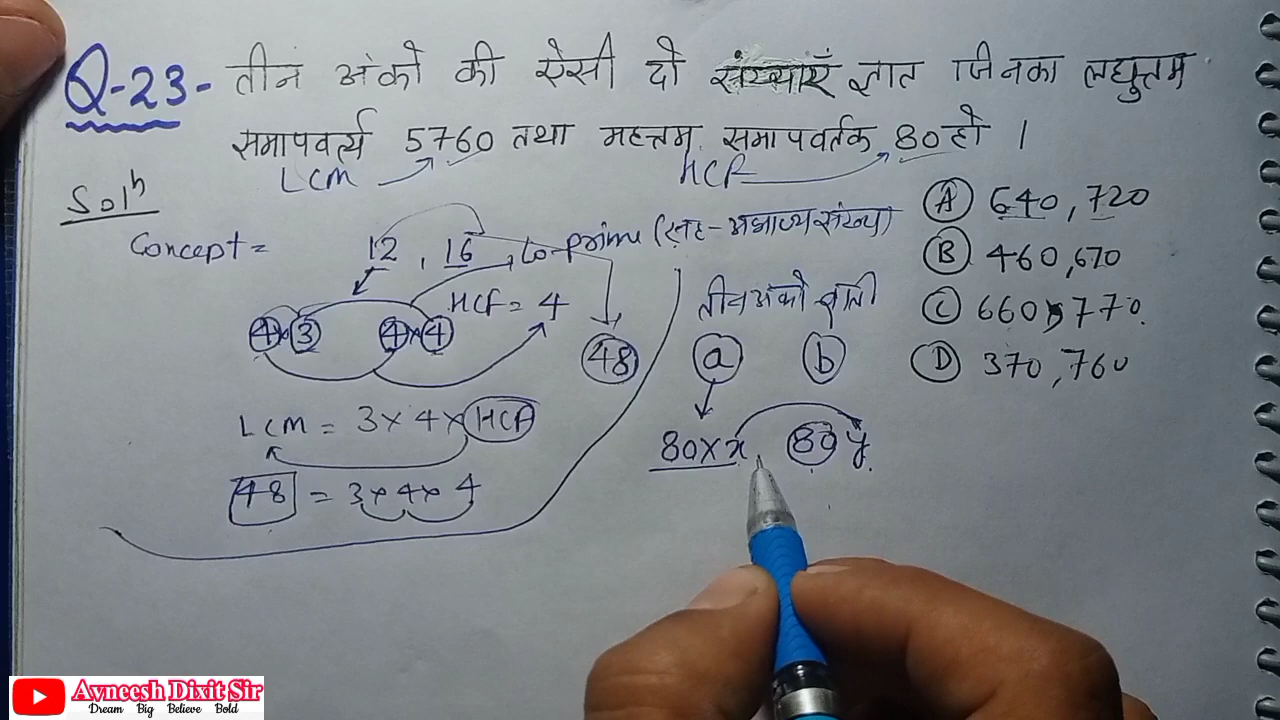 Q-23- तीन अंको की ऐसी दो संख्याएँ ज्ञात जिनका लघुत्तम
समापवर्त्य 5760 तथा महत्तम समापवर्तक 80 हो ।
LCM HCF
Solⁿ
Concept = 12 , 16 , Co-prime (सह-अभाज्य संख्या)
HCF = 4
4×3 4×4 48
LCM = 3×4×HCF
48 = 3×4×4
तीन अंको वाली
a b
80×x , 80y
A 640, 720
B 460, 670
C 660, 770.
D 370, 760
Avneesh Dixit Sir
Dream Big Believe Bold